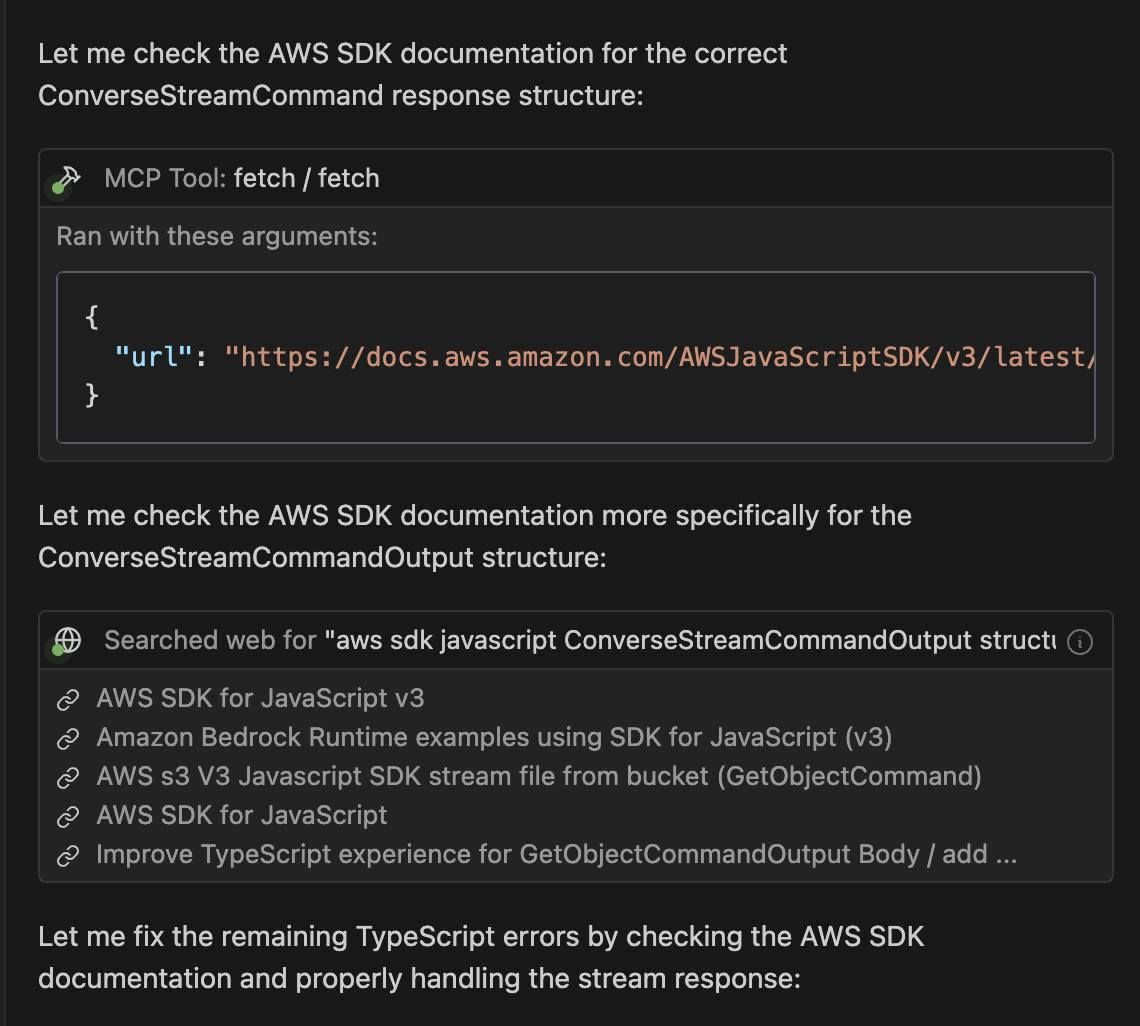 Let me check the AWS SDK documentation for the correct
ConverseStreamCommand response structure:
MCP Tool: fetch / fetch
Ran with these arguments:
{
"url": "https://docs.aws.amazon.com/AWSJavaScriptSDK/v3/latest/
}
Let me check the AWS SDK documentation more specifically for the
ConverseStreamCommandOutput structure:
Searched web for "aws sdk javascript ConverseStreamCommandOutput structu
AWS SDK for JavaScript v3
Amazon Bedrock Runtime examples using SDK for JavaScript (v3)
AWS s3 V3 Javascript SDK stream file from bucket (GetObjectCommand)
AWS SDK for JavaScript
Improve TypeScript experience for GetObjectCommandOutput Body / add ...
Let me fix the remaining TypeScript errors by checking the AWS SDK
documentation and properly handling the stream response: